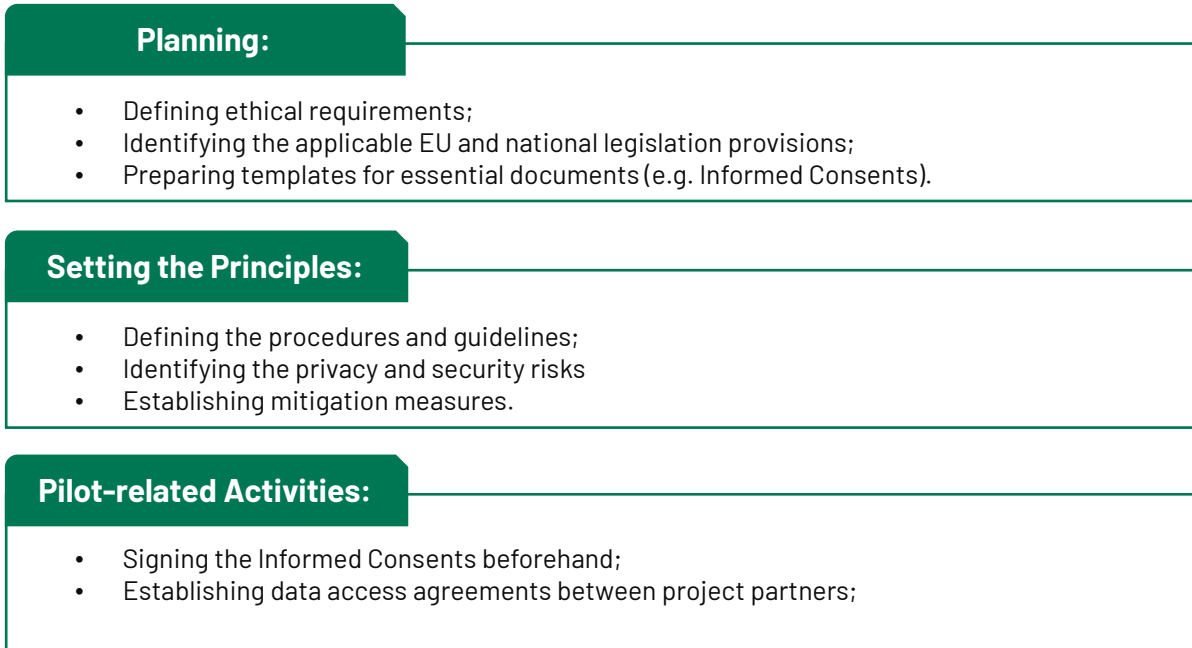 Planning:
• Defining ethical requirements;
• Identifying the applicable EU and national legislation provisions;
• Preparing templates for essential documents (e.g. Informed Consents).
Setting the Principles:
• Defining the procedures and guidelines;
• Identifying the privacy and security risks
• Establishing mitigation measures.
Pilot-related Activities:
• Signing the Informed Consents beforehand;
• Establishing data access agreements between project partners;